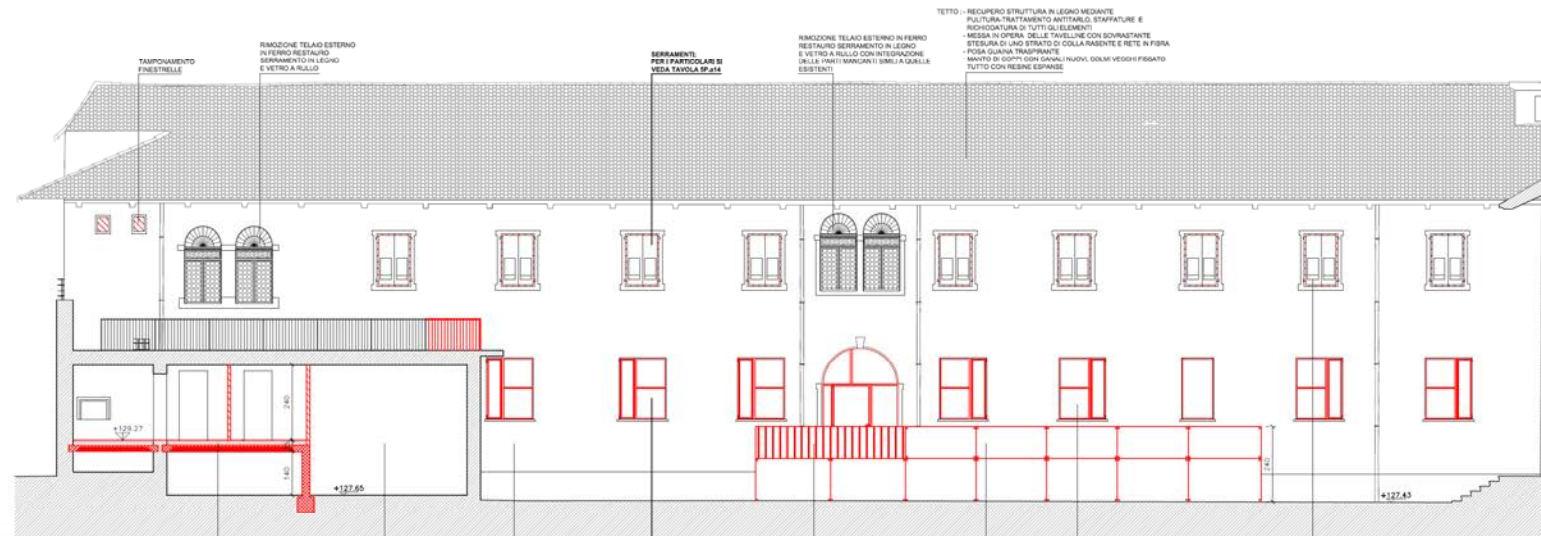 TAMPONAMENTO
FINESTRELLE
RIMOZIONE TELAIO ESTERNO
IN FERRO RESTAURO
SERRAMENTO IN LEGNO
E VETRO A RULLO
SERRAMENTI:
PER I PARTICOLARI SI
VEDA TAVOLA 5P.a14
RIMOZIONE TELAIO ESTERNO IN FERRO
RESTAURO SERRAMENTO IN LEGNO
E VETRO A RULLO CON INTEGRAZIONE
DELLE PARTI MANCANTI SIMILI A QUELLE
ESISTENTI
TETTO : - RECUPERO STRUTTURA IN LEGNO MEDIANTE
PULITURA-TRATTAMENTO ANTITARLO, STAFFATURE E
RICHIODATURA DI TUTTI GLI ELEMENTI
- MESSA IN OPERA DELLE TAVELLINE CON SOVRASTANTE
STESURA DI UNO STRATO DI COLLA RASENTE E RETE IN FIBRA
- POSA GUAINA TRASPIRANTE
- MANTO DI COPPI CON CANALI NUOVI, COLMI VECCHI FISSATO
TUTTO CON RESINE ESPANSE
240
+129.27
140
+127.65
240
+127.43